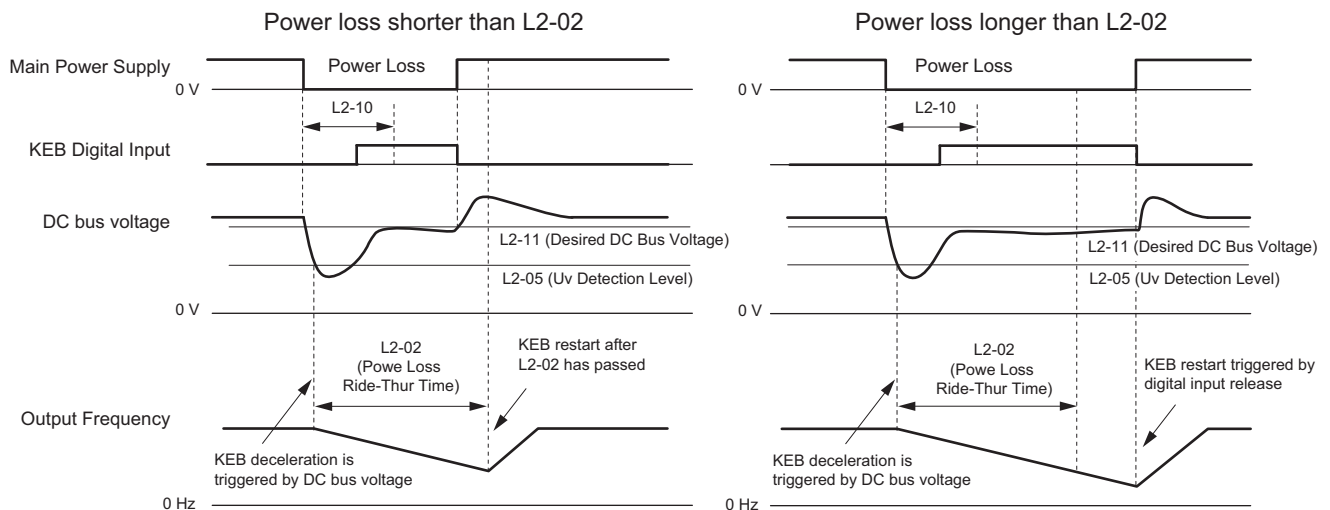 Power loss shorter than L2-02
Main Power Supply
0 V
Power Loss
L2-10
KEB Digital Input
DC bus voltage
L2-11 (Desired DC Bus Voltage)
L2-05 (Uv Detection Level)
0 V
L2-02
(Powe Loss
Ride-Thur Time)
KEB restart after
L2-02 has passed
Output Frequency
KEB deceleration is
triggered by DC bus voltage
0 Hz
Power loss longer than L2-02
0 V
Power Loss
L2-10
L2-11 (Desired DC Bus Voltage)
L2-05 (Uv Detection Level)
0 V
L2-02
(Powe Loss
Ride-Thur Time)
KEB restart triggered by
digital input release
KEB deceleration is
triggered by DC bus voltage
0 Hz